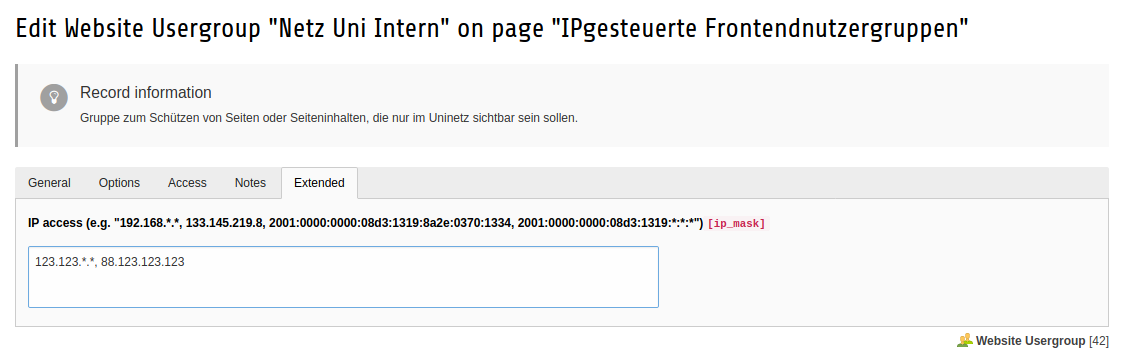 Edit Website Usergroup "Netz Uni Intern" on page "IPgesteuerte Frontendnutzergruppen"
Record information
Gruppe zum Schützen von Seiten oder Seiteninhalten, die nur im Uninetz sichtbar sein sollen.
General Options Access Notes Extended
IP access (e.g. "192.168.*.*, 133.145.219.8, 2001:0000:0000:08d3:1319:8a2e:0370:1334, 2001:0000:0000:08d3:1319:*:*:*") [ip_mask]
123.123.*.*, 88.123.123.123
Website Usergroup [42]